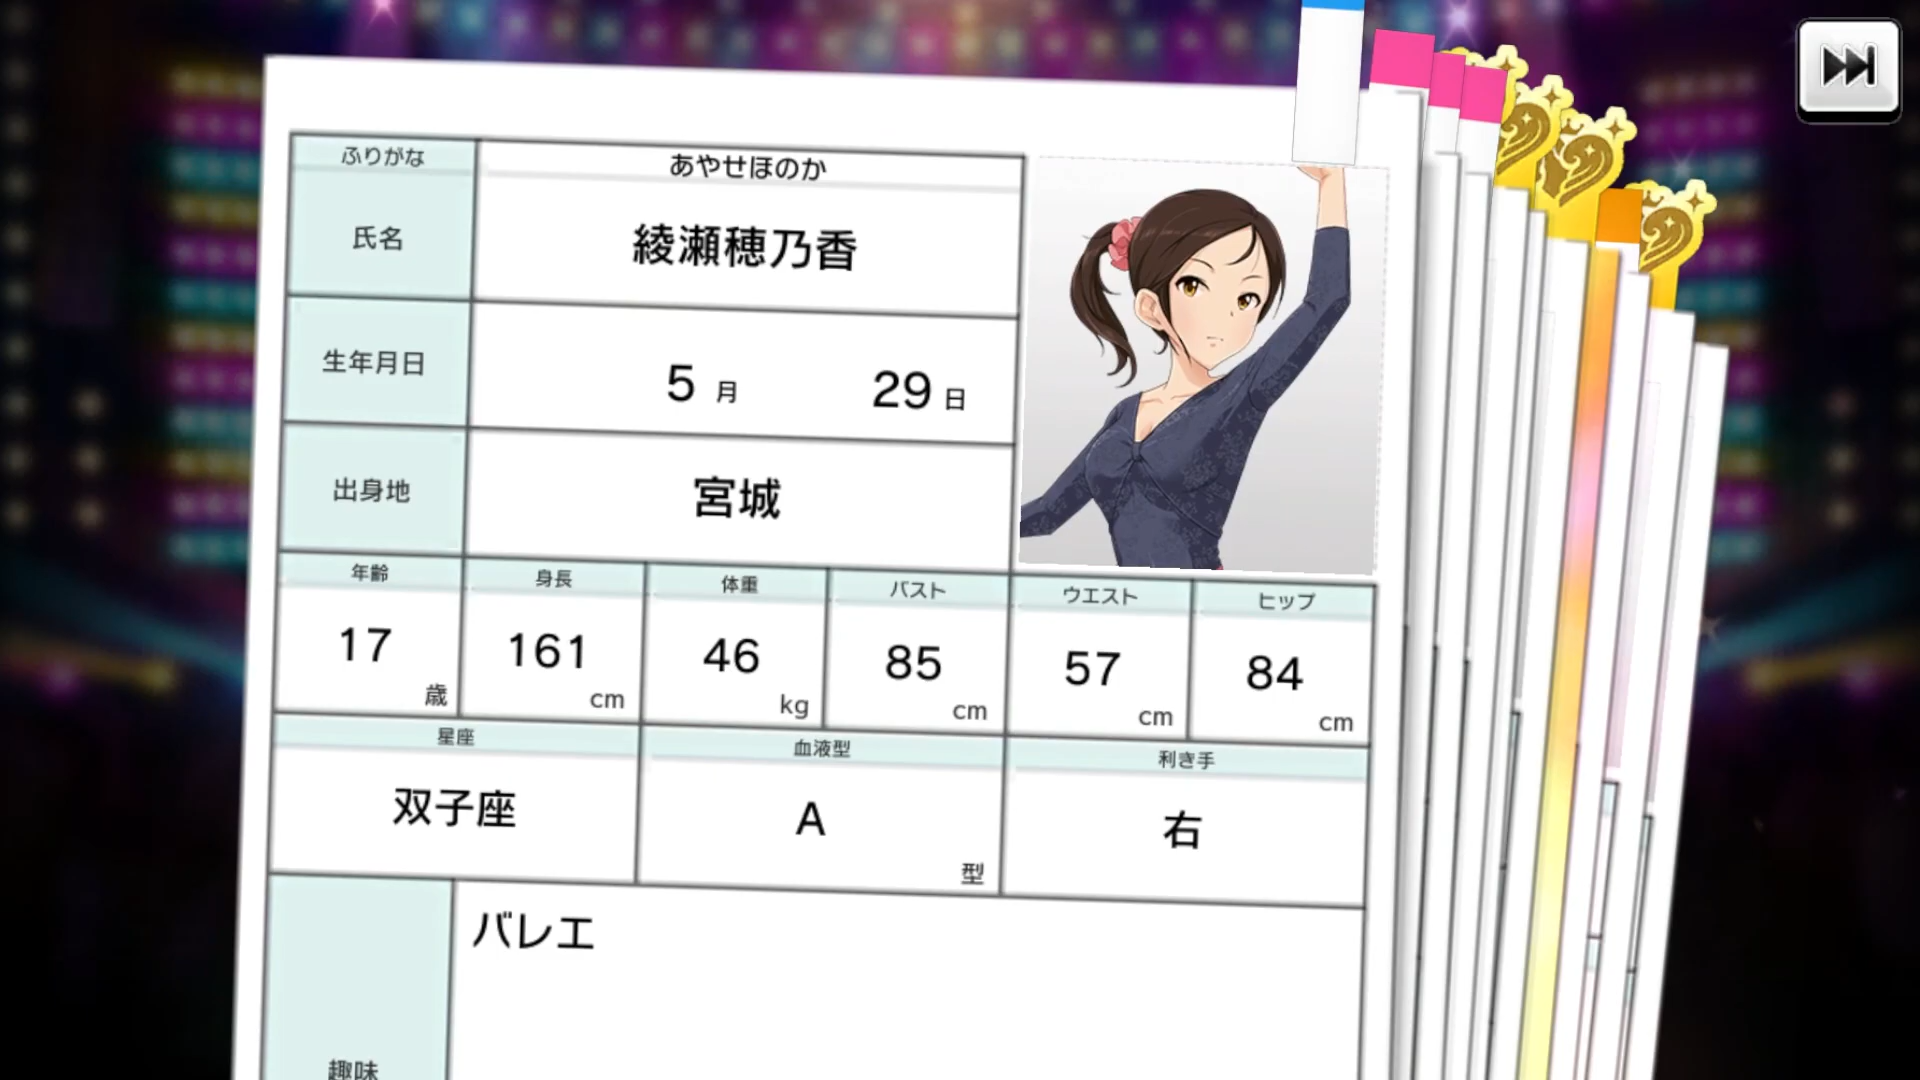 ふりがな
あやせほのか
氏名
綾瀬穂乃香
生年月日
5 月 29 日
出身地
宮城
年齢 身長 体重 バスト ウエスト ヒップ
17 歳 161 cm 46 kg 85 cm 57 cm 84 cm
星座 血液型 利き手
双子座 A 型 右
バレエ
趣味